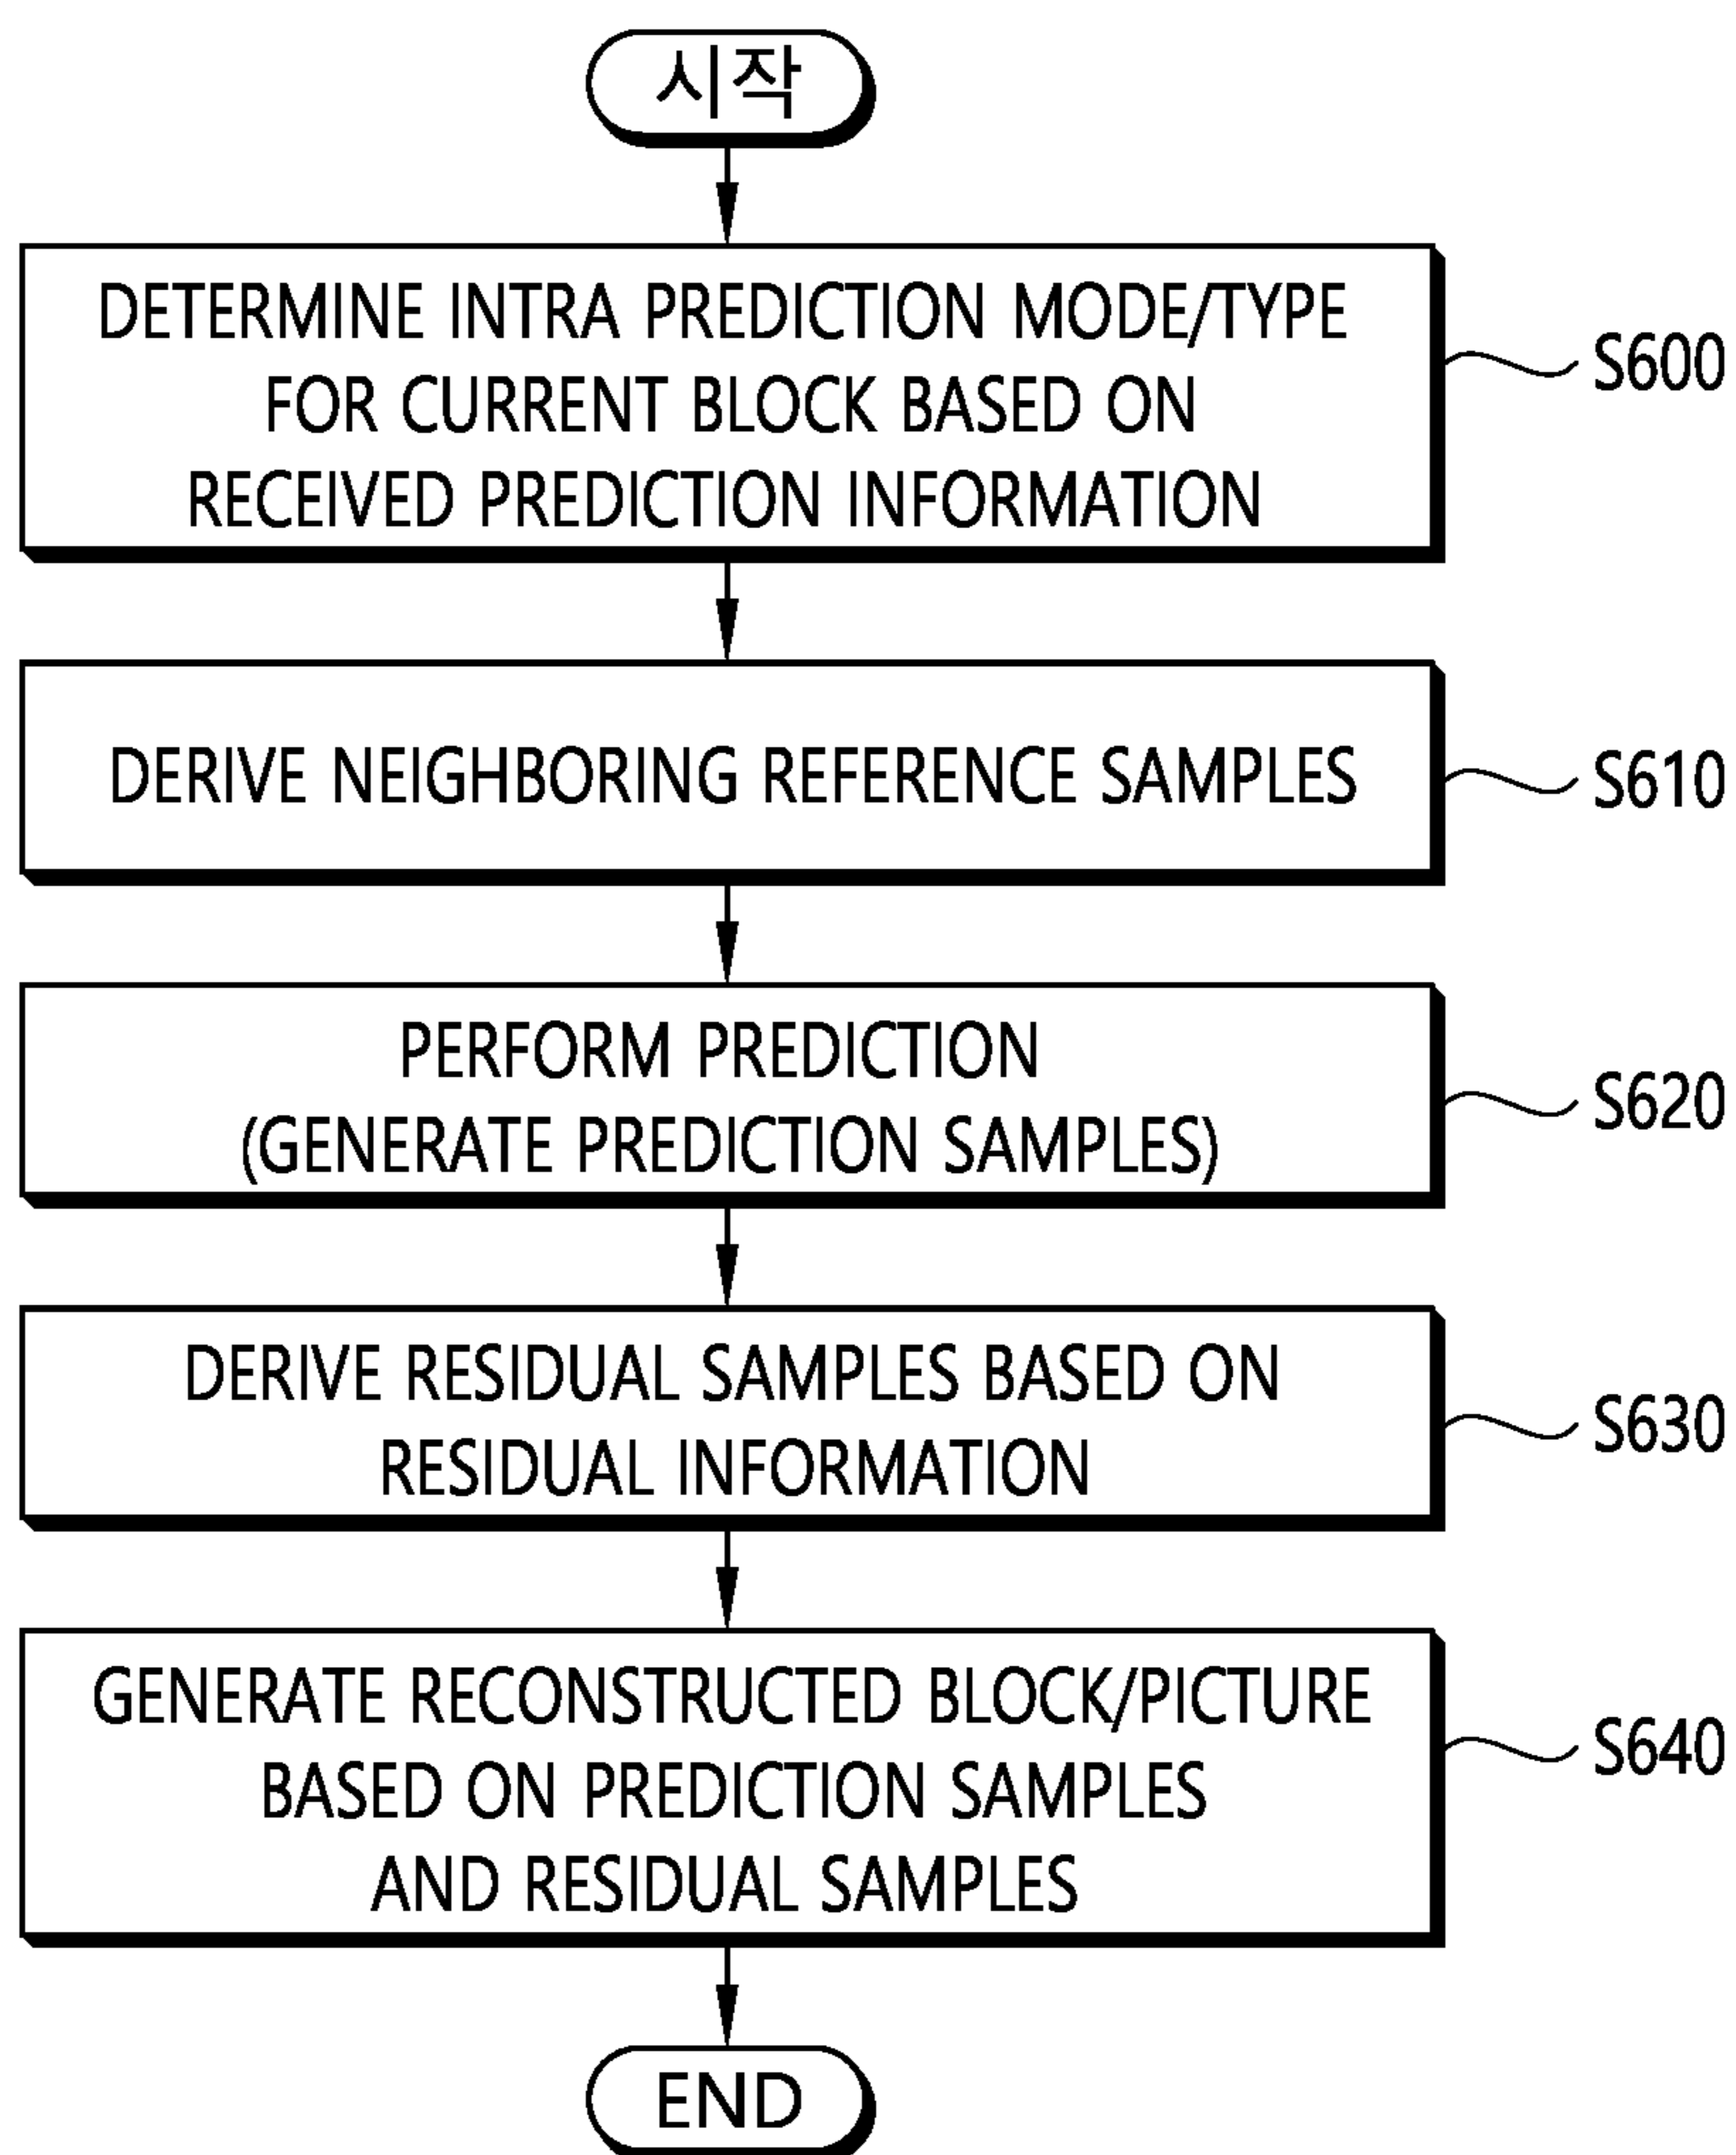 시작
DETERMINE INTRA PREDICTION MODE/TYPE
FOR CURRENT BLOCK BASED ON
RECEIVED PREDICTION INFORMATION
S600
DERIVE NEIGHBORING REFERENCE SAMPLES
S610
PERFORM PREDICTION
(GENERATE PREDICTION SAMPLES)
S620
DERIVE RESIDUAL SAMPLES BASED ON
RESIDUAL INFORMATION
S630
GENERATE RECONSTRUCTED BLOCK/PICTURE
BASED ON PREDICTION SAMPLES
AND RESIDUAL SAMPLES
S640
END